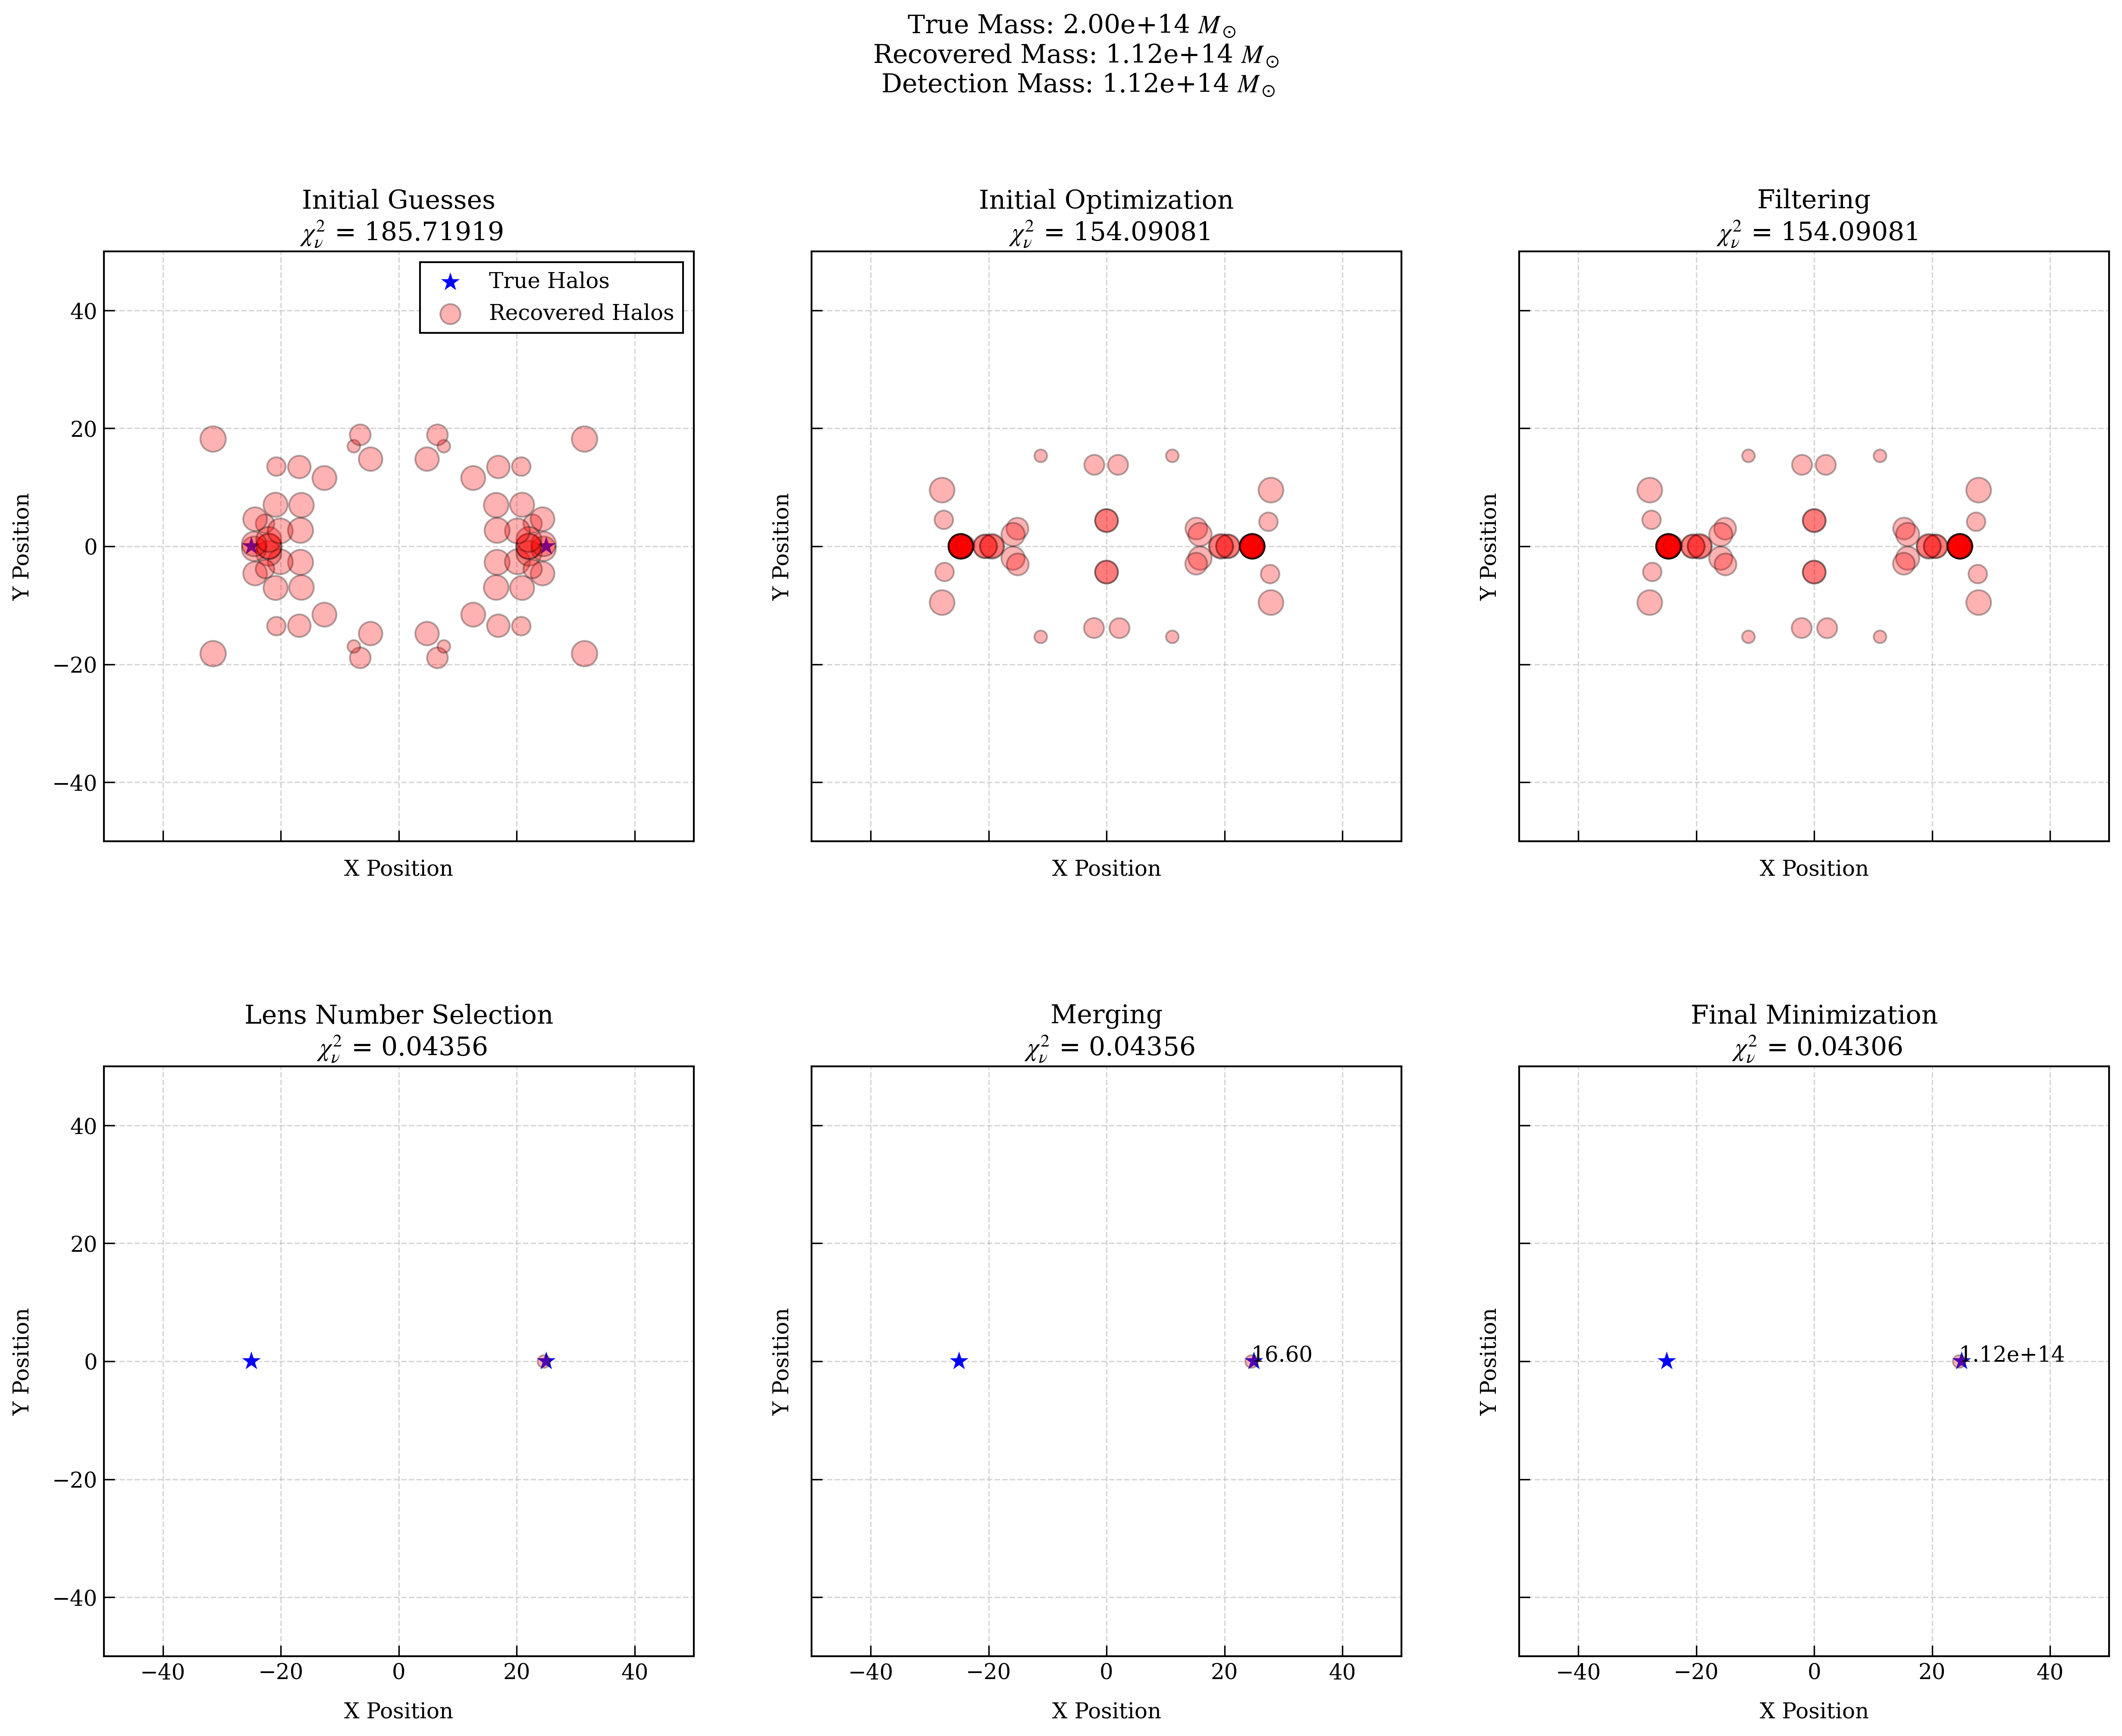 True Mass: 2.00e+14 M⊙
Recovered Mass: 1.12e+14 M⊙
Detection Mass: 1.12e+14 M⊙
Initial Guesses
χ²ν = 185.71919
Initial Optimization
χ²ν = 154.09081
Filtering
χ²ν = 154.09081
True Halos
Recovered Halos
40
20
0
−20
−40
Y Position
Y Position
Y Position
X Position
X Position
X Position
Lens Number Selection
χ²ν = 0.04356
Merging
χ²ν = 0.04356
Final Minimization
χ²ν = 0.04306
40
20
0
−20
−40
Y Position
Y Position
Y Position
16.60
1.12e+14
−40 −20 0 20 40
−40 −20 0 20 40
−40 −20 0 20 40
X Position
X Position
X Position